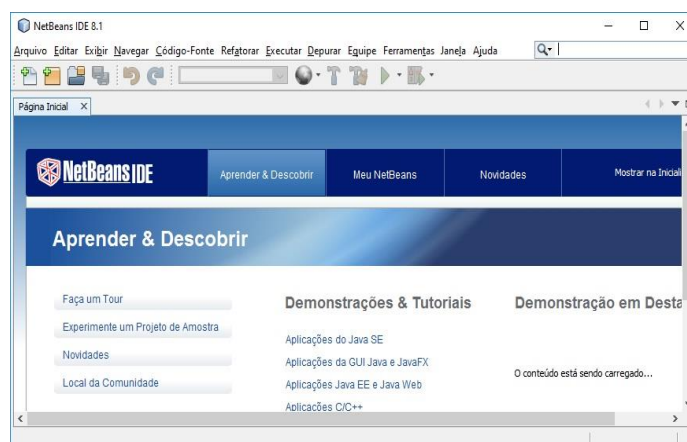 NetBeans IDE 8.1
Arquivo Editar Exibir Navegar Código-Fonte Refatorar Executar Depurar Equipe Ferramentas Janela Ajuda
Página Inicial
NetBeans IDE Aprender & Descobrir Meu NetBeans Novidades Mostrar na Iniciali
Aprender & Descobrir
Faça um Tour
Experimente um Projeto de Amostra
Novidades
Local da Comunidade
Demonstrações & Tutoriais
Aplicações do Java SE
Aplicações da GUI Java e JavaFX
Aplicações Java EE e Java Web
Aplicações C/C++
Demonstração em Desta
O conteúdo está sendo carregado...